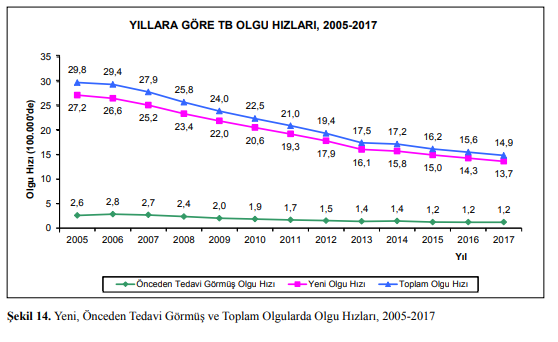 YILLARA GÖRE TB OLGU HIZLARI, 2005-2017
Olgu Hızı (100.000'de)
35
30
25
20
15
10
5
0
29,8 29,4 27,9 25,8 24,0 22,5 21,0 19,4 17,5 17,2 16,2 15,6 14,9
27,2 26,6 25,2 23,4 22,0 20,6 19,3 17,9 16,1 15,8 15,0 14,3 13,7
2,6 2,8 2,7 2,4 2,0 1,9 1,7 1,5 1,4 1,4 1,2 1,2 1,2
2005 2006 2007 2008 2009 2010 2011 2012 2013 2014 2015 2016 2017
Yıl
Önceden Tedavi Görmüş Olgu Hızı Yeni Olgu Hızı Toplam Olgu Hızı
Şekil 14. Yeni, Önceden Tedavi Görmüş ve Toplam Olgularda Olgu Hızları, 2005-2017